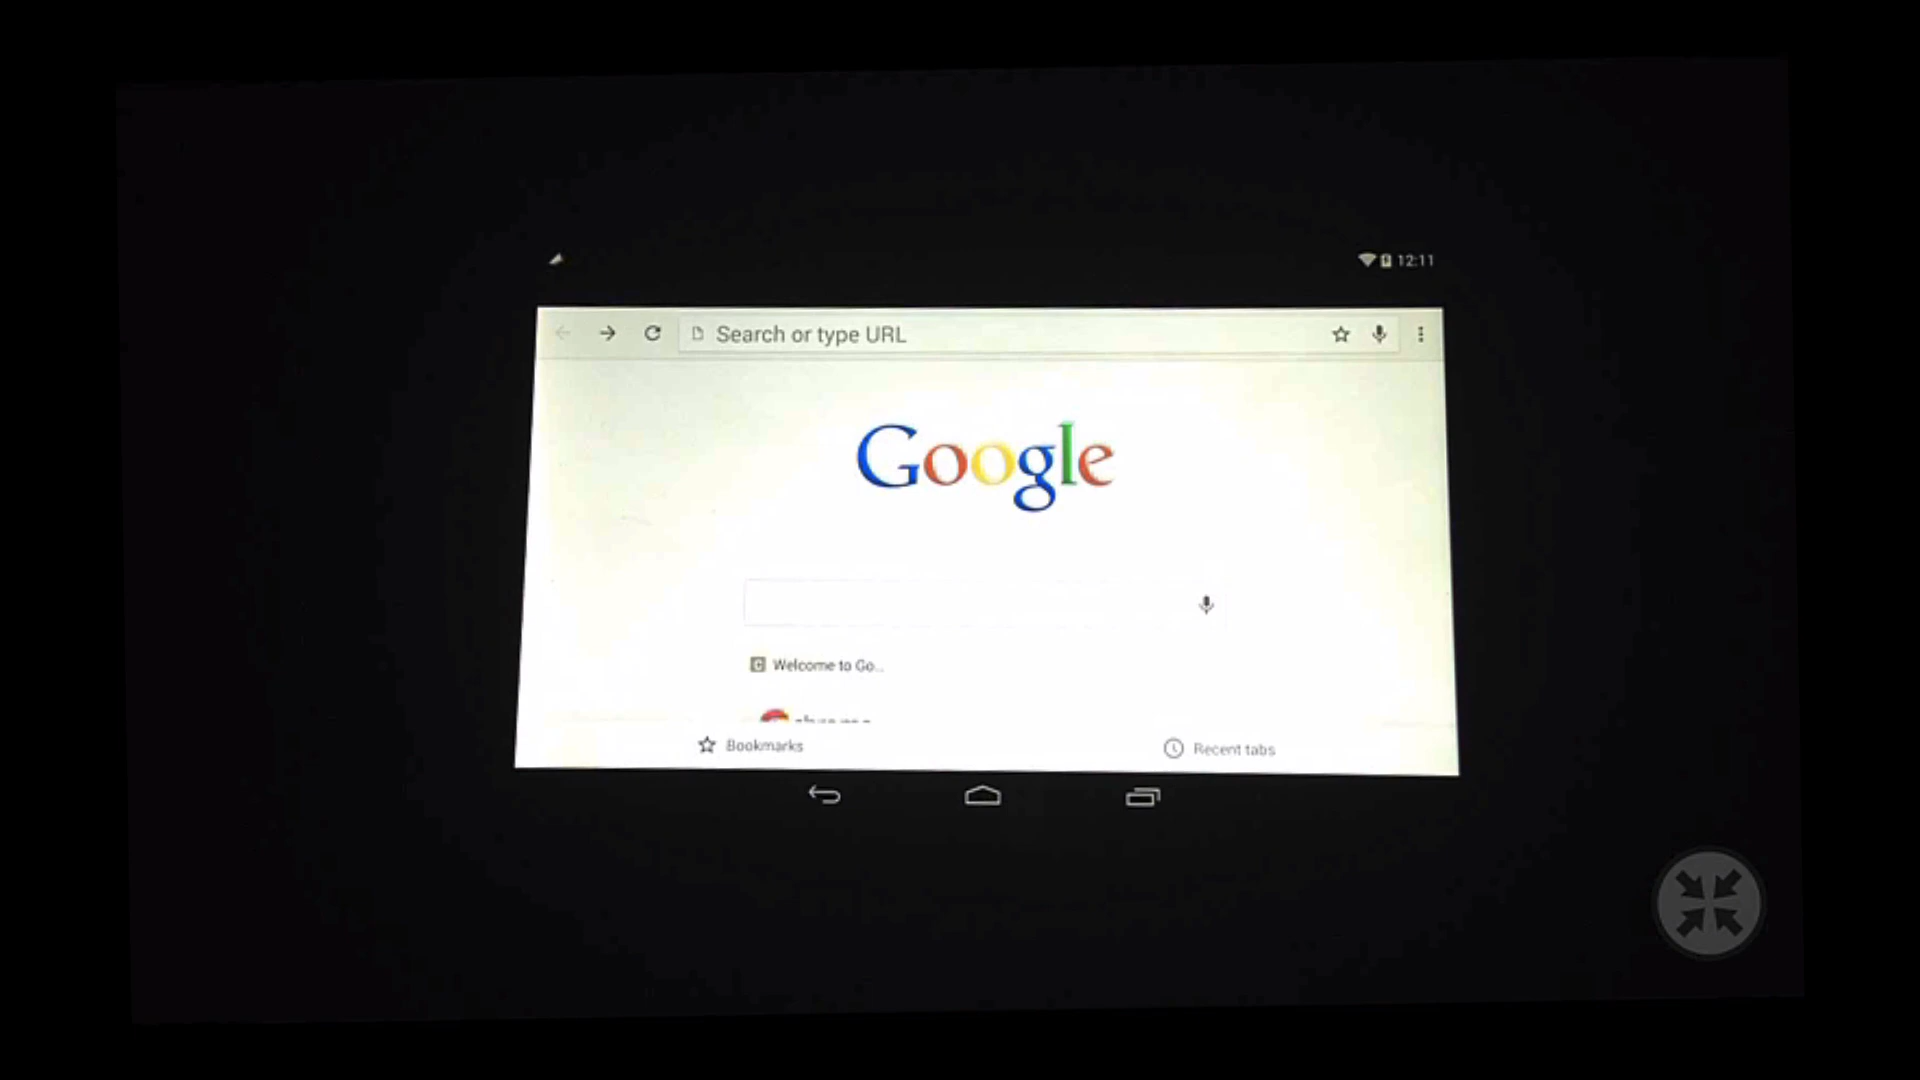 12:11
Search or type URL
Google
Welcome to Go...
Bookmarks
Recent tabs